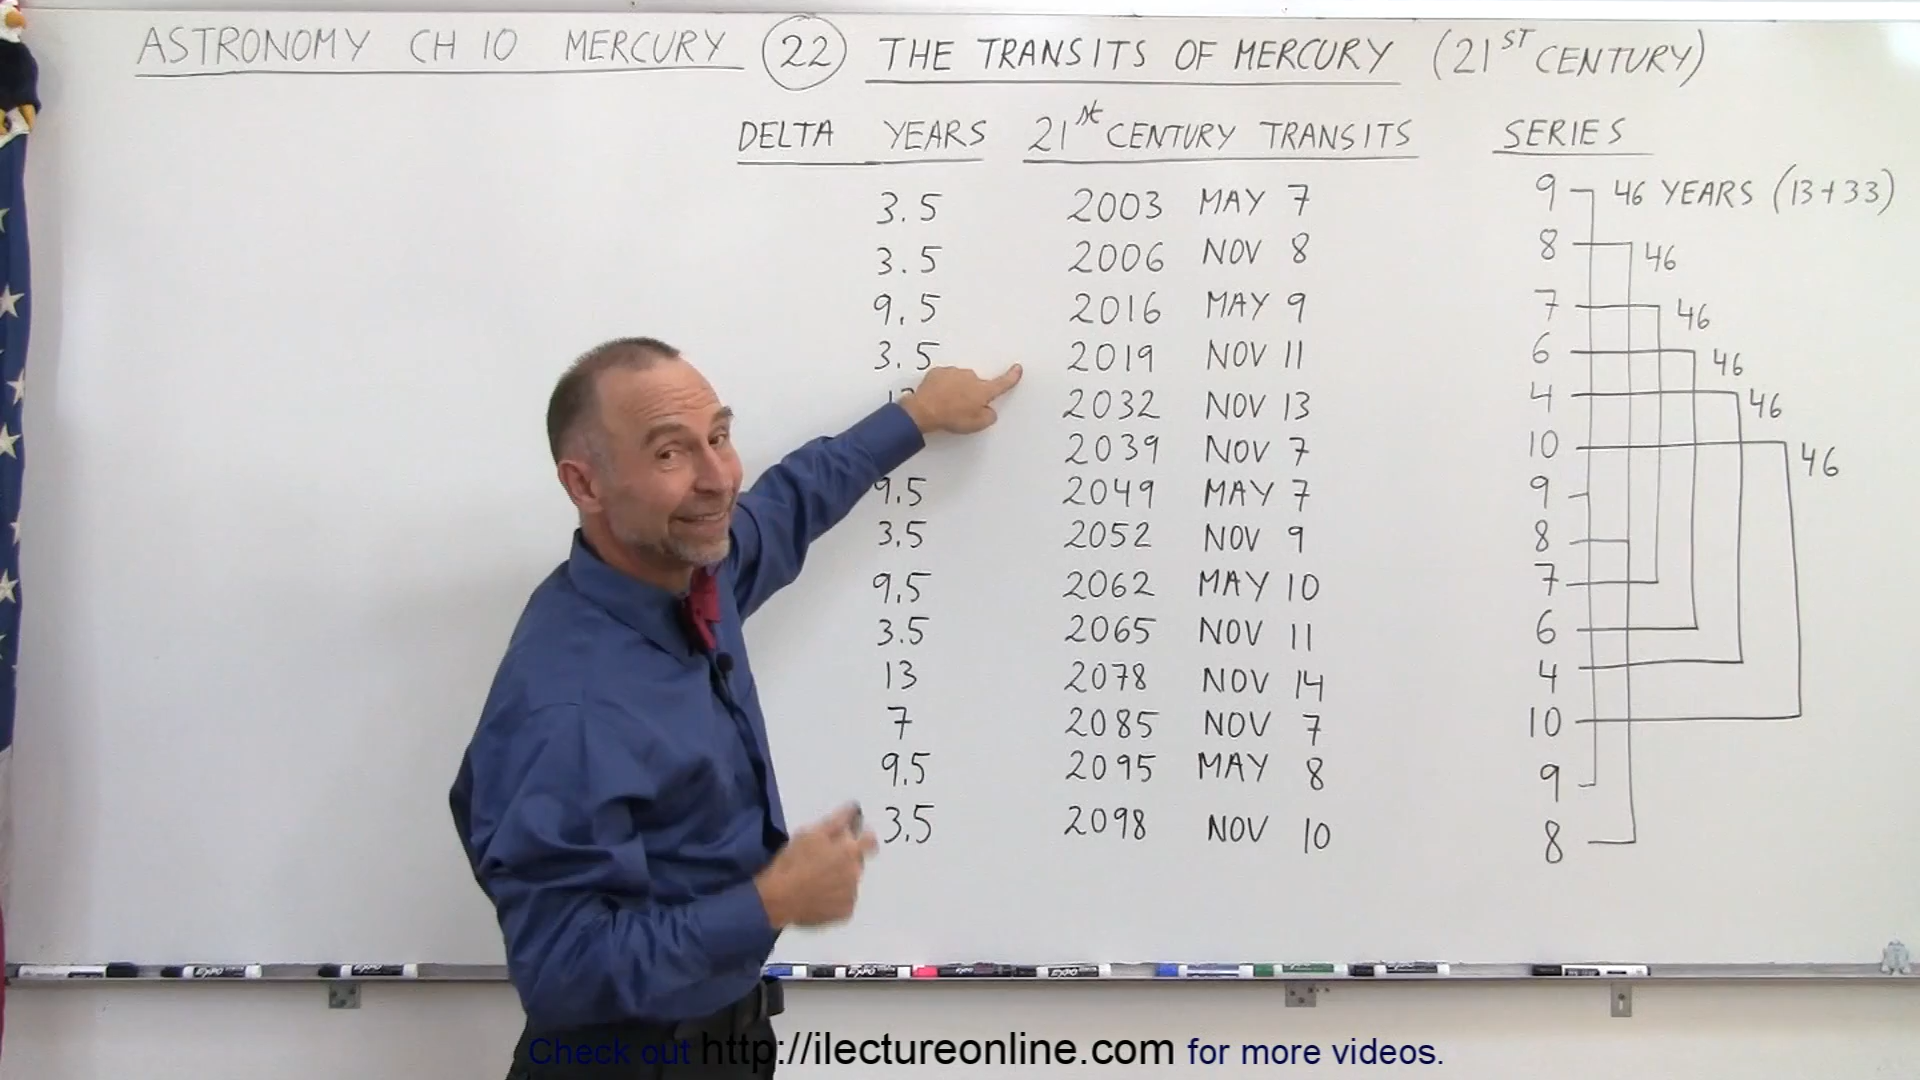 ASTRONOMY CH 10 MERCURY 22 THE TRANSITS OF MERCURY (21ST CENTURY)
DELTA YEARS 21st CENTURY TRANSITS SERIES
3.5 2003 MAY 7 9 46 YEARS (13+33)
3.5 2006 NOV 8 8 46
9.5 2016 MAY 9 7 46
3.5 2019 NOV 11 6 46
2032 NOV 13 4 46
2039 NOV 7 10 46
9.5 2049 MAY 7 9
3.5 2052 NOV 9 8
9.5 2062 MAY 10 7
3.5 2065 NOV 11 6
13 2078 NOV 14 4
7 2085 NOV 7 10
9.5 2095 MAY 8 9
3.5 2098 NOV 10 8
Check out http://ilectureonline.com for more videos.